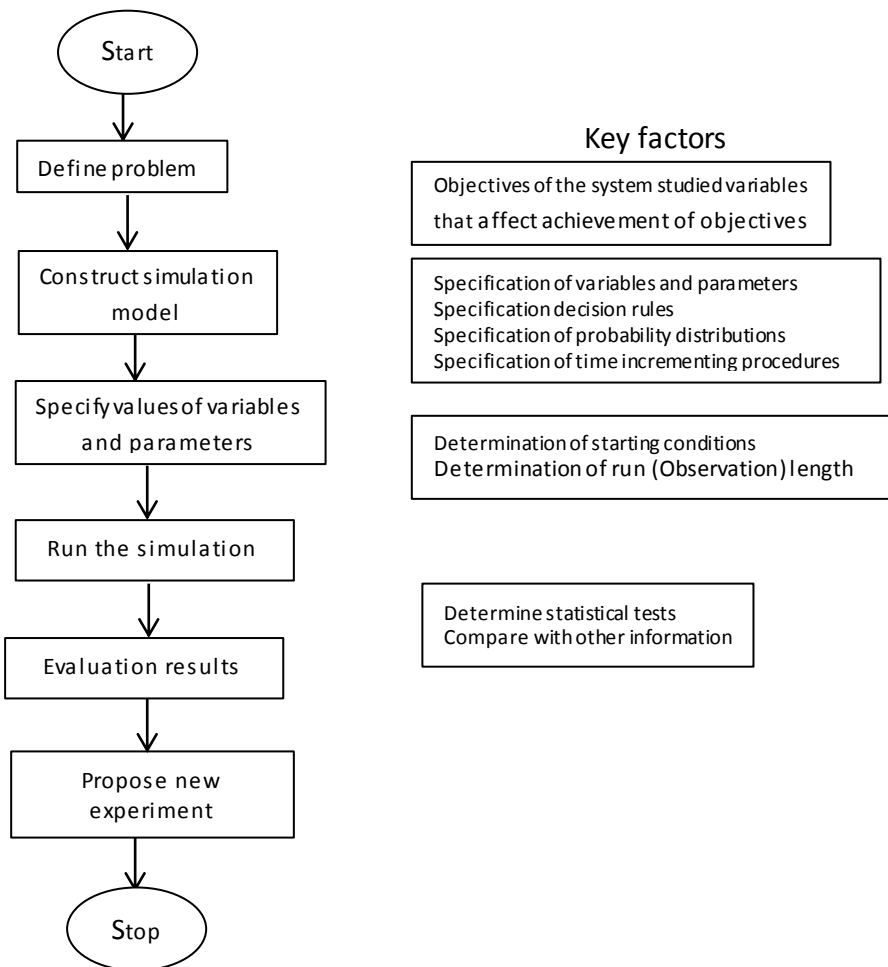 Start
Define problem
Construct simulation
model
Specify values of variables
and parameters
Run the simulation
Evaluation results
Propose new
experiment
Stop
Key factors
Objectives of the system studied variables
that affect achievement of objectives
Specification of variables and parameters
Specification decision rules
Specification of probability distributions
Specification of time incrementing procedures
Determination of starting conditions
Determination of run (Observation) length
Determine statistical tests
Compare with other information